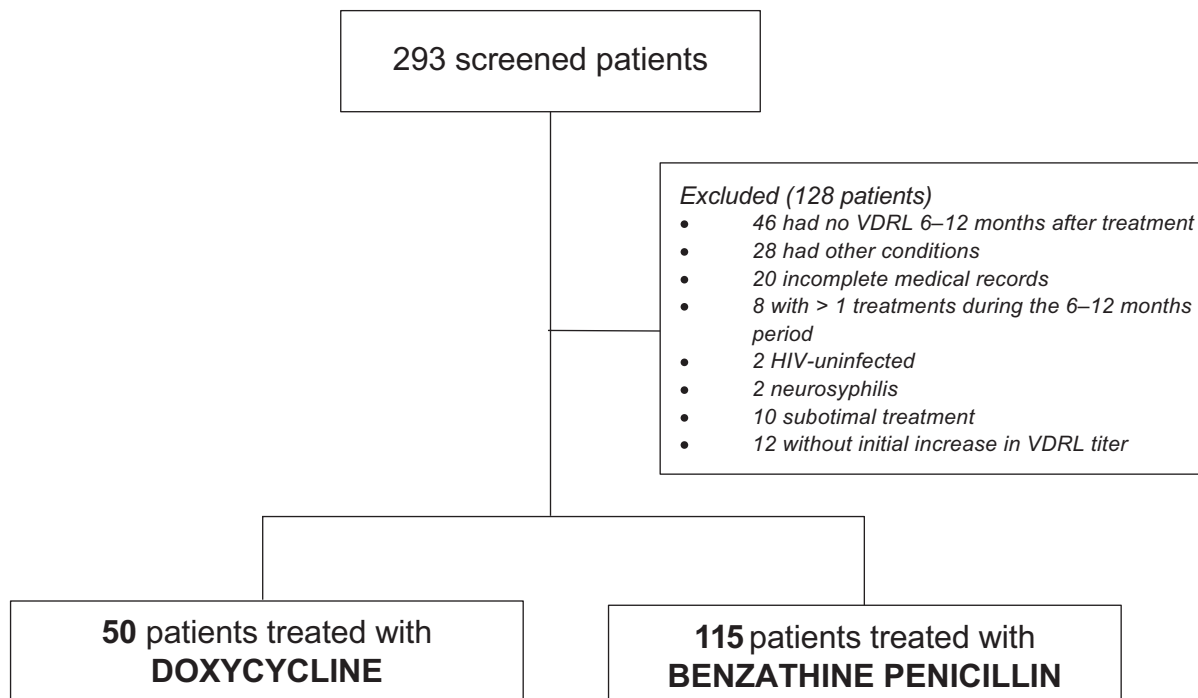 293 screened patients
Excluded (128 patients)
• 46 had no VDRL 6–12 months after treatment
• 28 had other conditions
• 20 incomplete medical records
• 8 with > 1 treatments during the 6–12 months
period
• 2 HIV-uninfected
• 2 neurosyphilis
• 10 subotimal treatment
• 12 without initial increase in VDRL titer
50 patients treated with
DOXYCYCLINE
115 patients treated with
BENZATHINE PENICILLIN